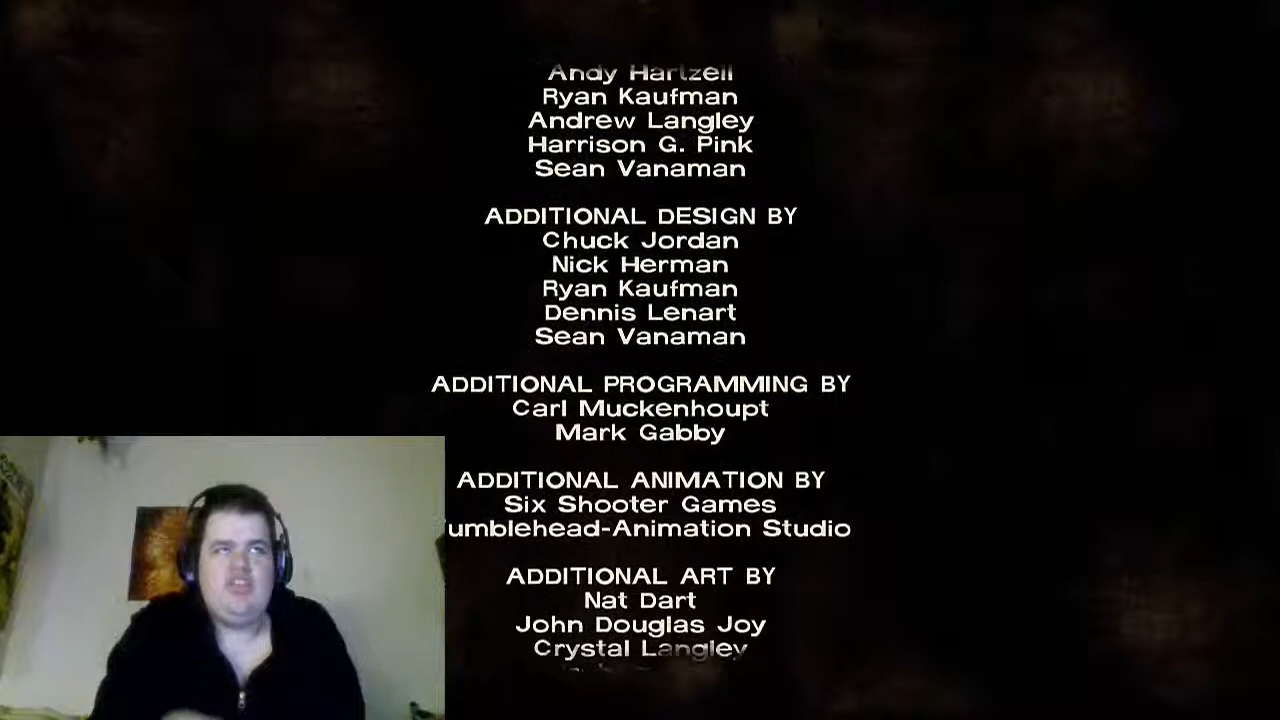 Andy Hartzell
Ryan Kaufman
Andrew Langley
Harrison G. Pink
Sean Vanaman
ADDITIONAL DESIGN BY
Chuck Jordan
Nick Herman
Ryan Kaufman
Dennis Lenart
Sean Vanaman
ADDITIONAL PROGRAMMING BY
Carl Muckenhoupt
Mark Gabby
ADDITIONAL ANIMATION BY
Six Shooter Games
umblehead-Animation Studio
ADDITIONAL ART BY
Nat Dart
John Douglas Joy
Crystal Langley